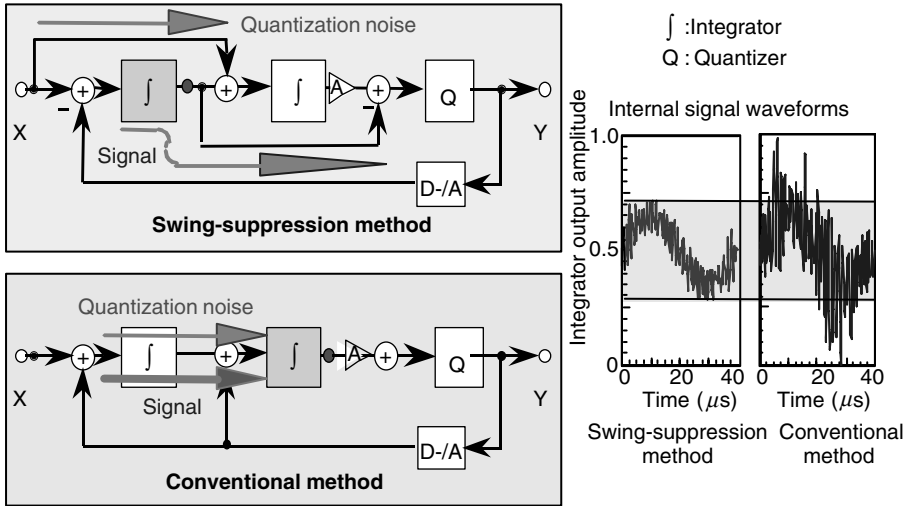 Quantization noise
∫ :Integrator
Q : Quantizer
+
∫
+
∫
A
+
Q
−
−
X
Y
Signal
D-/A
Swing-suppression method
Internal signal waveforms
Integrator output amplitude
1.0
0.5
0
0 20 40
0 20 40
Time (μs)
Time (μs)
Swing-suppression
method
Conventional
method
Quantization noise
+
∫
+
∫
A
+
Q
X
Y
Signal
D-/A
Conventional method